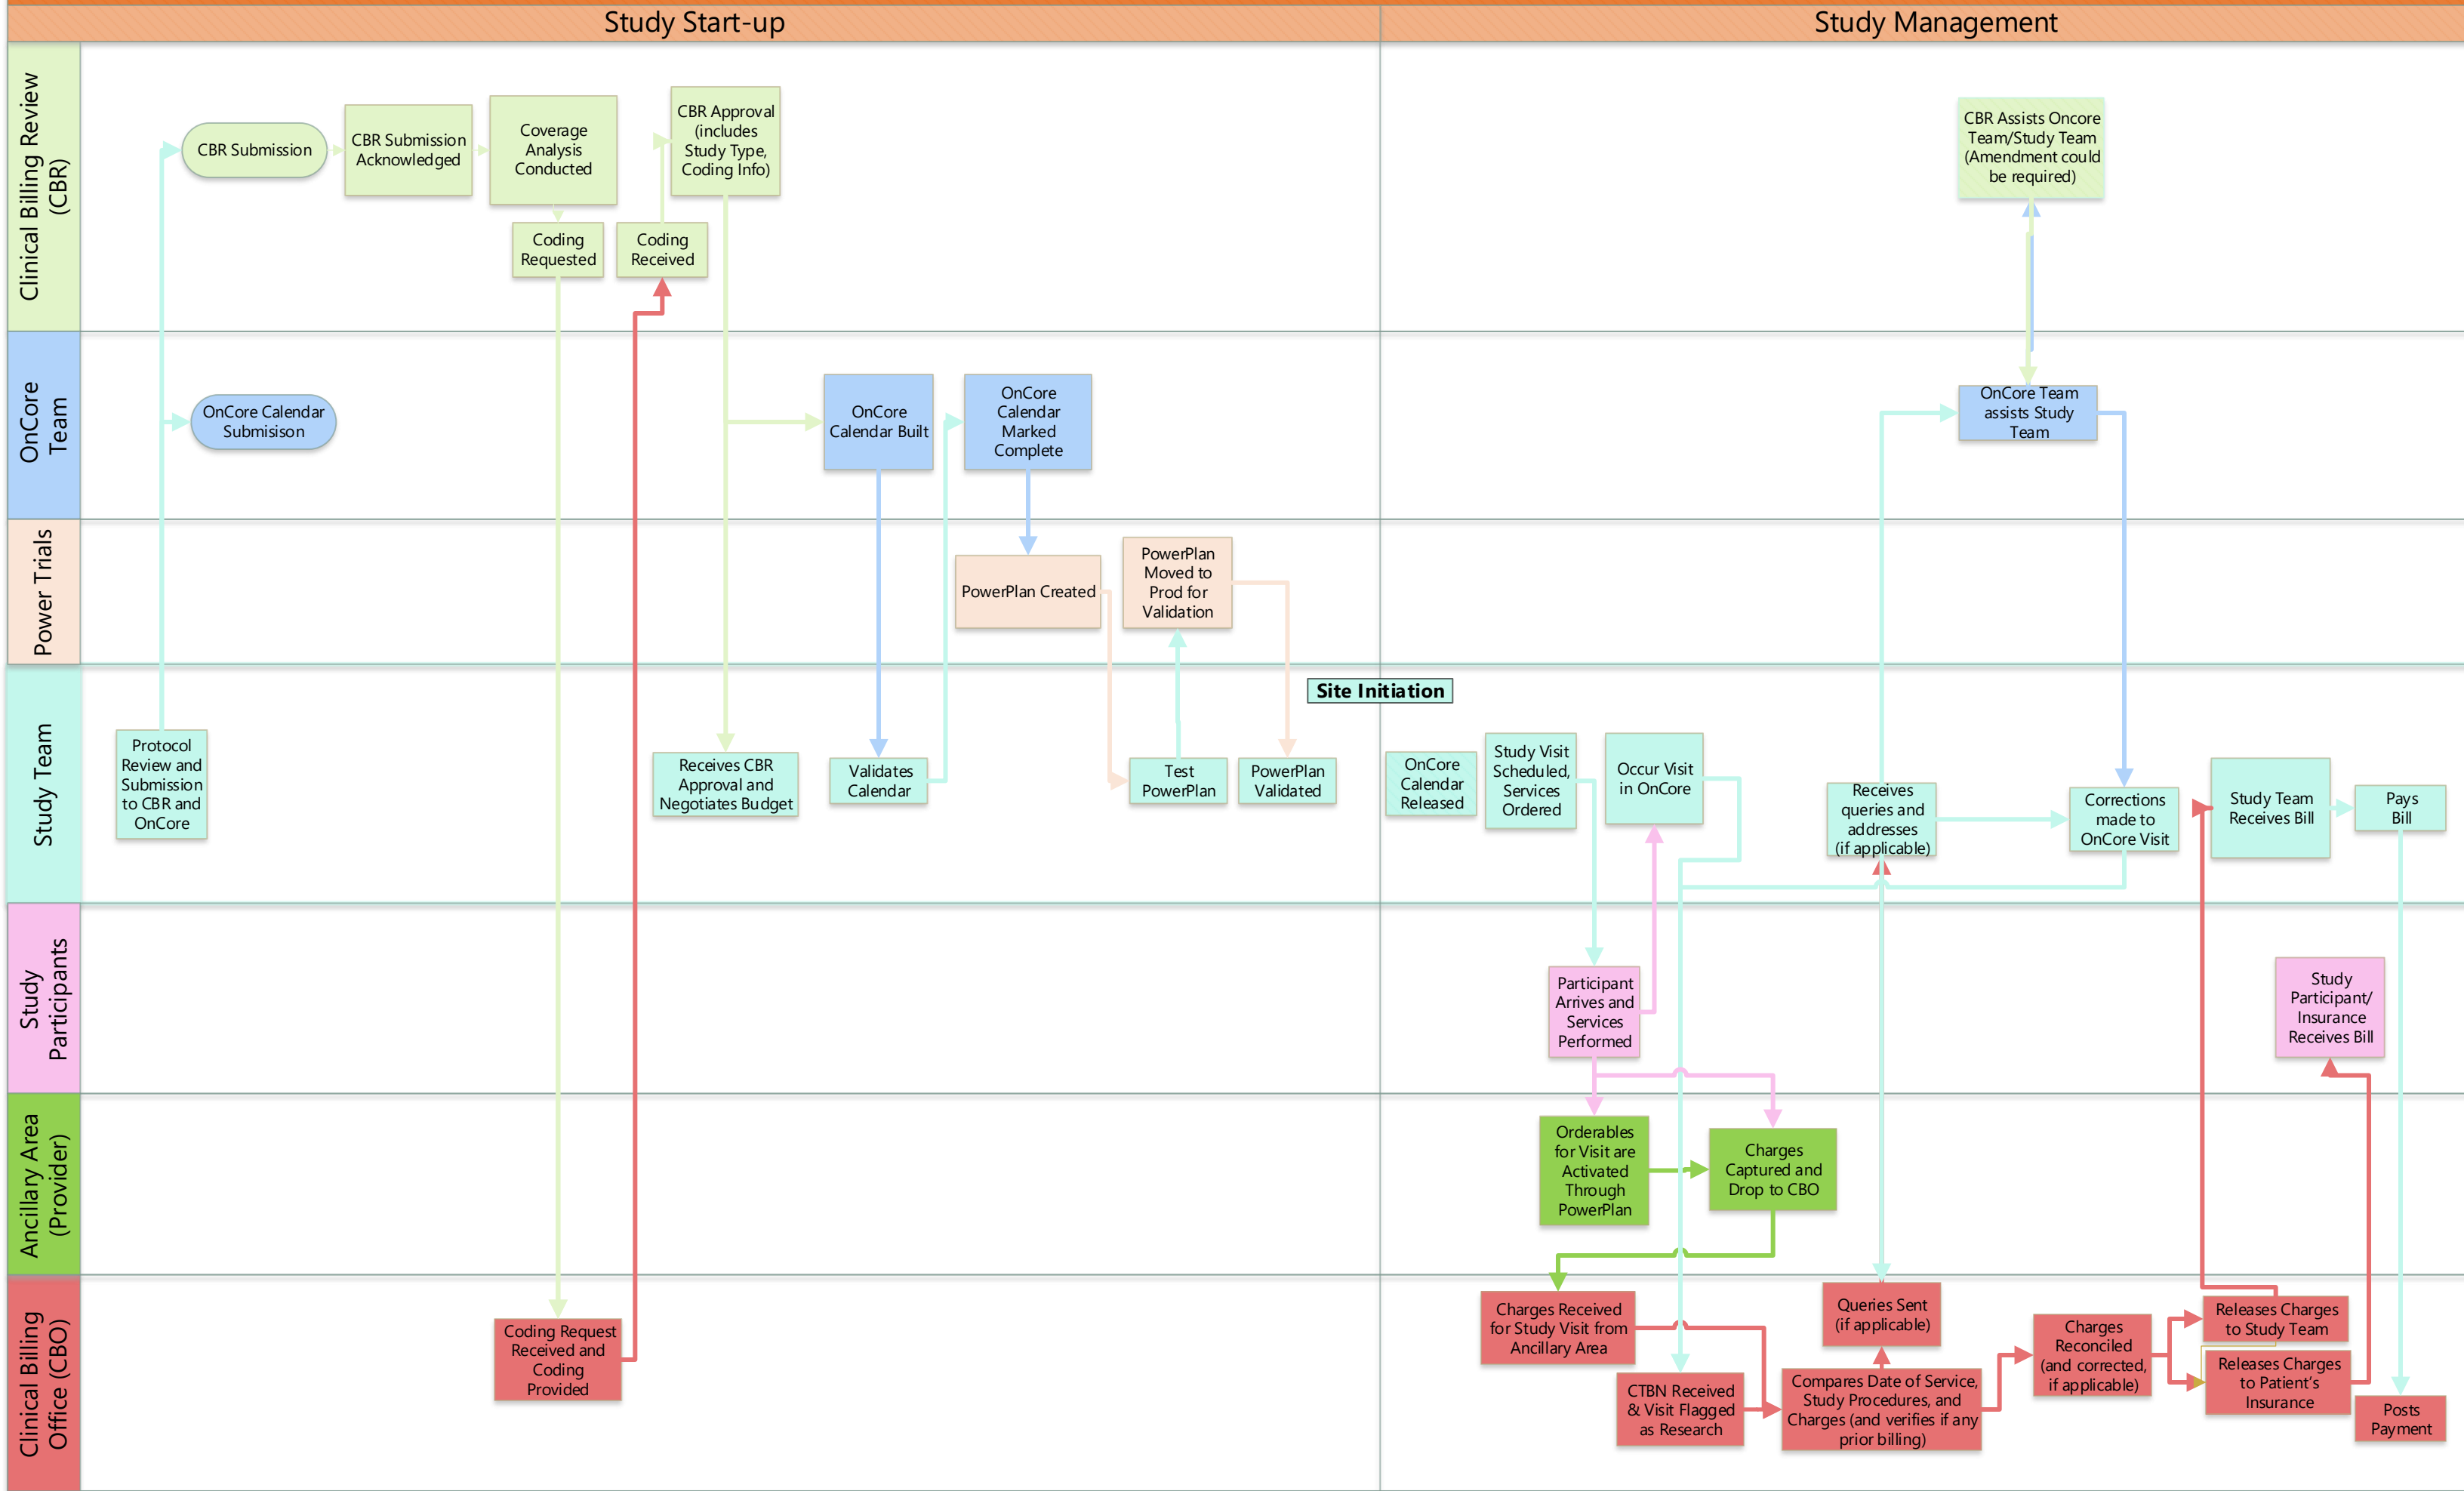 Study Start-up
Study Management
Clinical Billing Review
(CBR)
CBR Submission
CBR Submission
Acknowledged
Coverage
Analysis
Conducted
CBR Approval
(includes
Study Type,
Coding Info)
Coding
Requested
Coding
Received
CBR Assists Oncore
Team/Study Team
(Amendment could
be required)
OnCore
Team
OnCore Calendar
Submisison
OnCore
Calendar Built
OnCore
Calendar
Marked
Complete
OnCore Team
assists Study
Team
Power Trials
PowerPlan Created
PowerPlan
Moved to
Prod for
Validation
Study Team
Site Initiation
Protocol
Review and
Submission
to CBR and
OnCore
Receives CBR
Approval and
Negotiates Budget
Validates
Calendar
Test
PowerPlan
PowerPlan
Validated
OnCore
Calendar
Released
Study Visit
Scheduled,
Services
Ordered
Occur Visit
in OnCore
Receives
queries and
addresses
(if applicable)
Corrections
made to
OnCore Visit
Study Team
Receives Bill
Pays
Bill
Study
Participants
Participant
Arrives and
Services
Performed
Study
Participant/
Insurance
Receives Bill
Ancillary Area
(Provider)
Orderables
for Visit are
Activated
Through
PowerPlan
Charges
Captured and
Drop to CBO
Clinical Billing
Office (CBO)
Coding Request
Received and
Coding
Provided
Charges Received
for Study Visit from
Ancillary Area
CTBN Received
& Visit Flagged
as Research
Queries Sent
(if applicable)
Compares Date of Service,
Study Procedures, and
Charges (and verifies if any
prior billing)
Charges
Reconciled
(and corrected,
if applicable)
Releases Charges
to Study Team
Releases Charges
to Patient's
Insurance
Posts
Payment